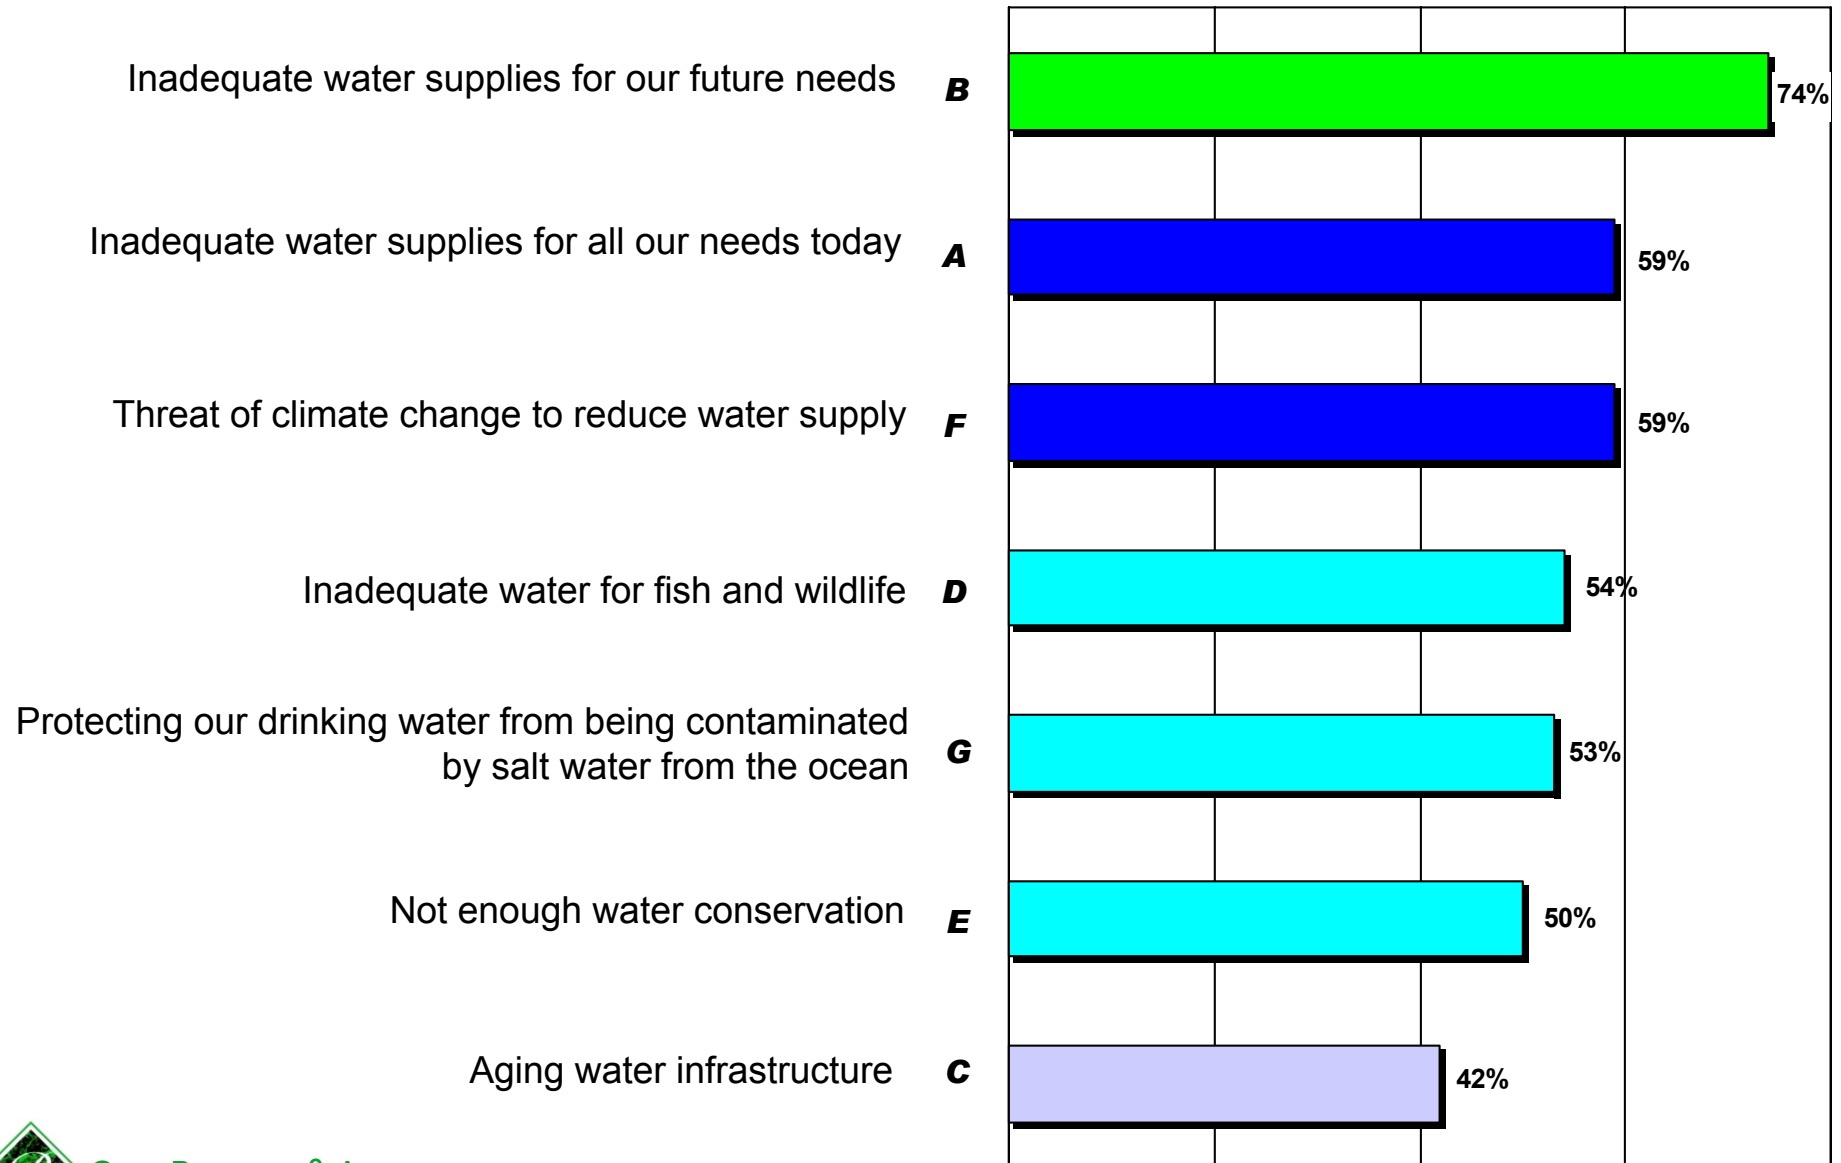 Inadequate water supplies for our future needs B 74%
Inadequate water supplies for all our needs today A 59%
Threat of climate change to reduce water supply F 59%
Inadequate water for fish and wildlife D 54%
Protecting our drinking water from being contaminated
by salt water from the ocean G 53%
Not enough water conservation E 50%
Aging water infrastructure C 42%